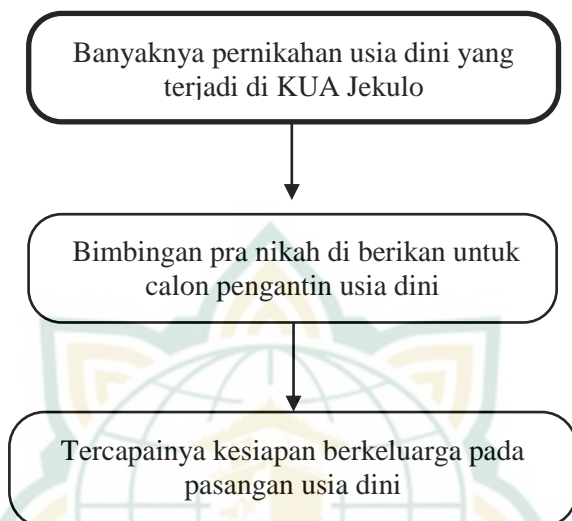 Banyaknya pernikahan usia dini yang
terjadi di KUA Jekulo
Bimbingan pra nikah di berikan untuk
calon pengantin usia dini
Tercapainya kesiapan berkeluarga pada
pasangan usia dini